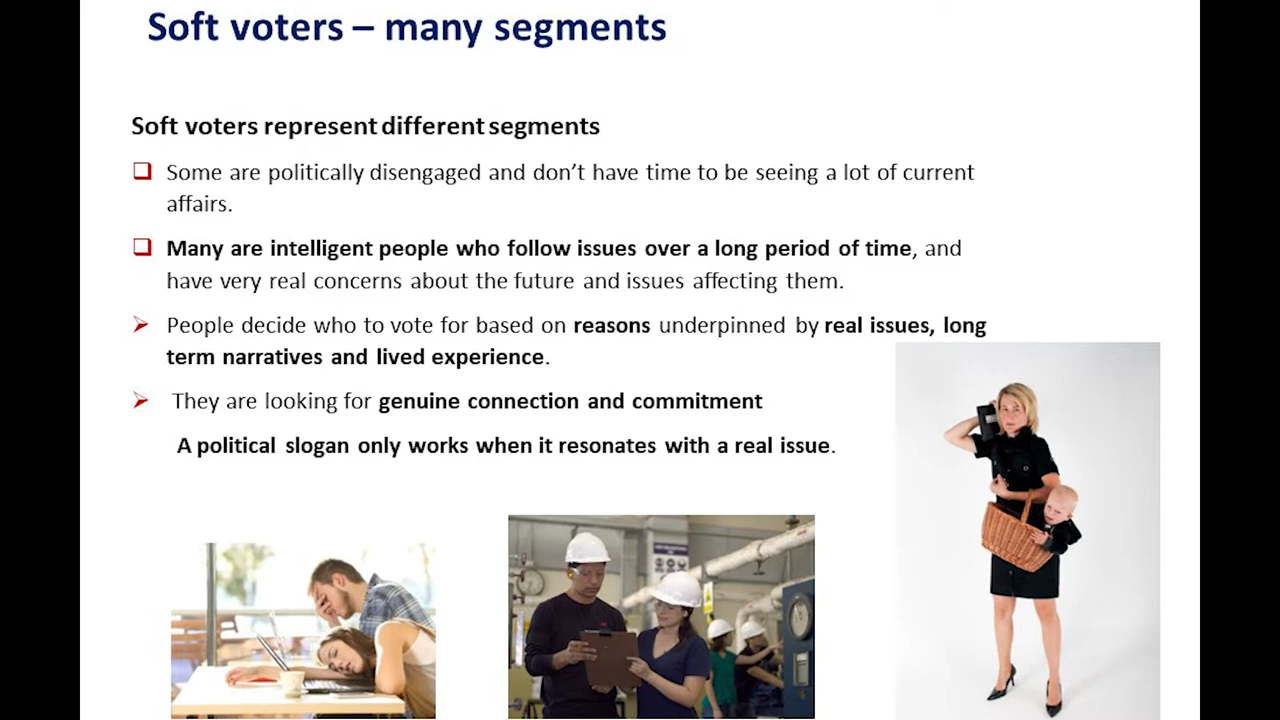 Soft voters – many segments
Soft voters represent different segments
Some are politically disengaged and don’t have time to be seeing a lot of current
affairs.
Many are intelligent people who follow issues over a long period of time, and
have very real concerns about the future and issues affecting them.
People decide who to vote for based on reasons underpinned by real issues, long
term narratives and lived experience.
They are looking for genuine connection and commitment
A political slogan only works when it resonates with a real issue.